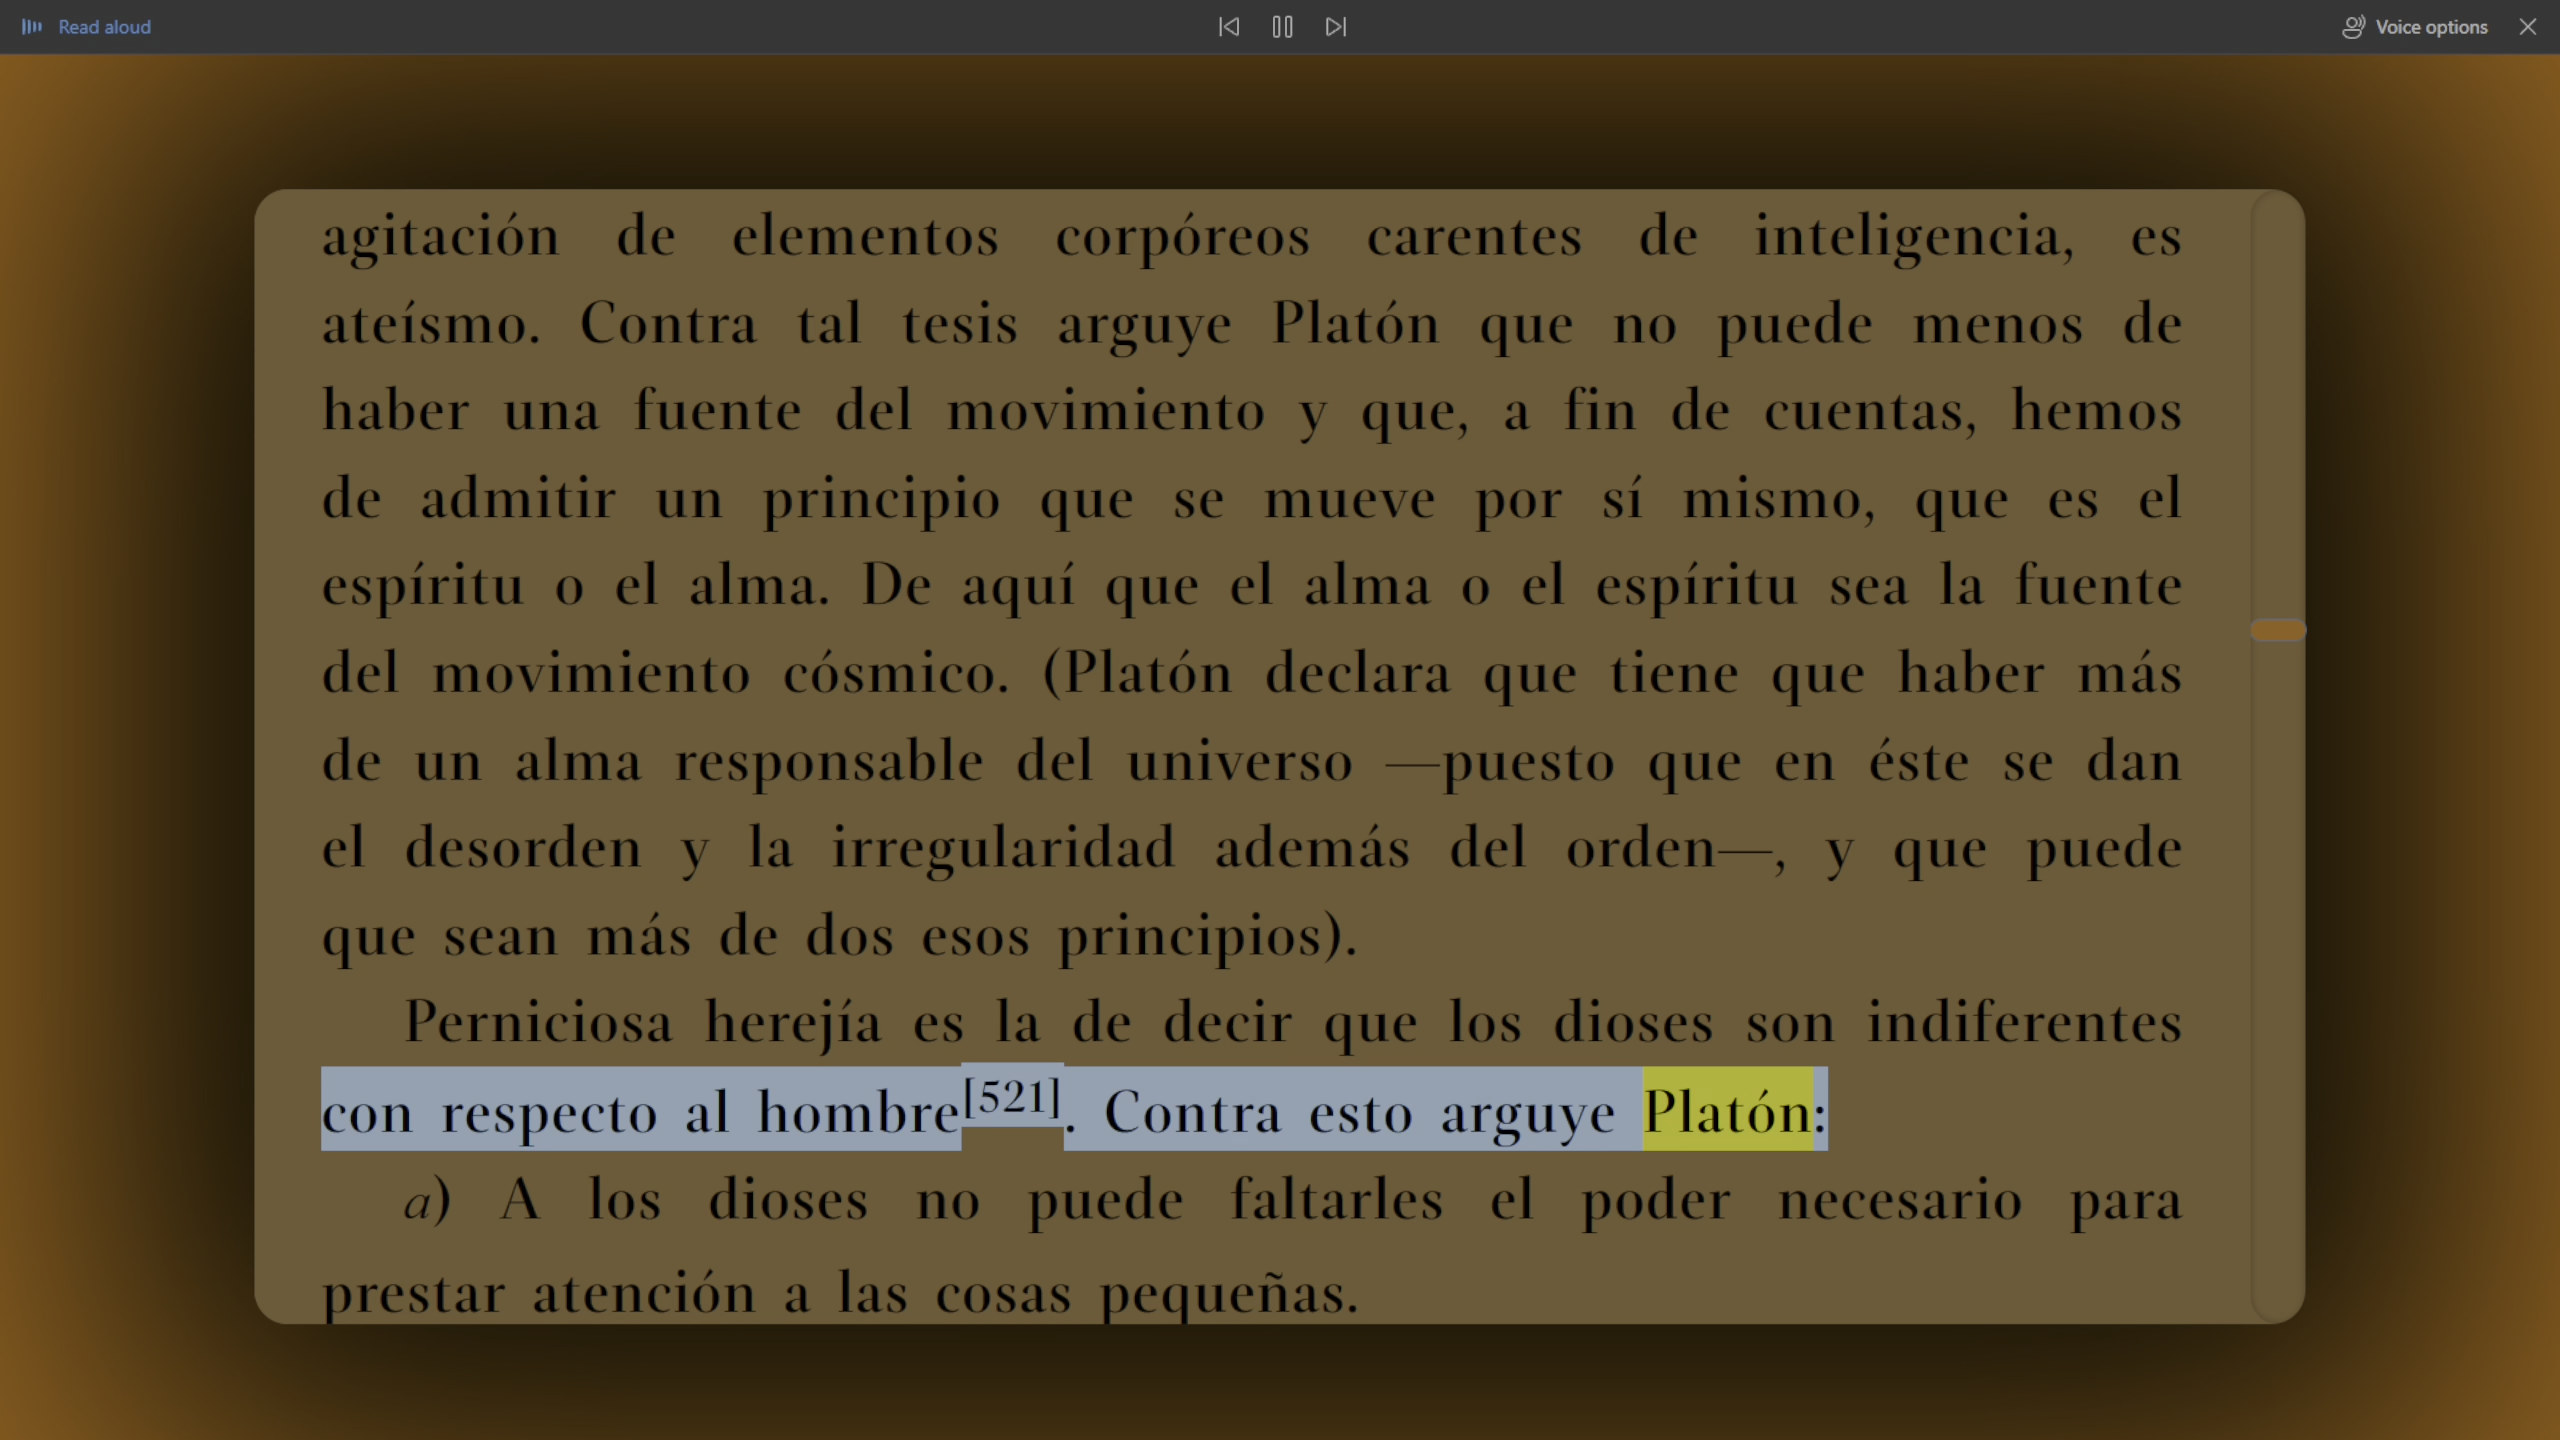 Read aloud
Voice options
agitación de elementos corpóreos carentes de inteligencia, es
ateísmo. Contra tal tesis arguye Platón que no puede menos de
haber una fuente del movimiento y que, a fin de cuentas, hemos
de admitir un principio que se mueve por sí mismo, que es el
espíritu o el alma. De aquí que el alma o el espíritu sea la fuente
del movimiento cósmico. (Platón declara que tiene que haber más
de un alma responsable del universo —puesto que en éste se dan
el desorden y la irregularidad además del orden—, y que puede
que sean más de dos esos principios).
Perniciosa herejía es la de decir que los dioses son indiferentes
con respecto al hombre[521]. Contra esto arguye Platón:
a) A los dioses no puede faltarles el poder necesario para
prestar atención a las cosas pequeñas.